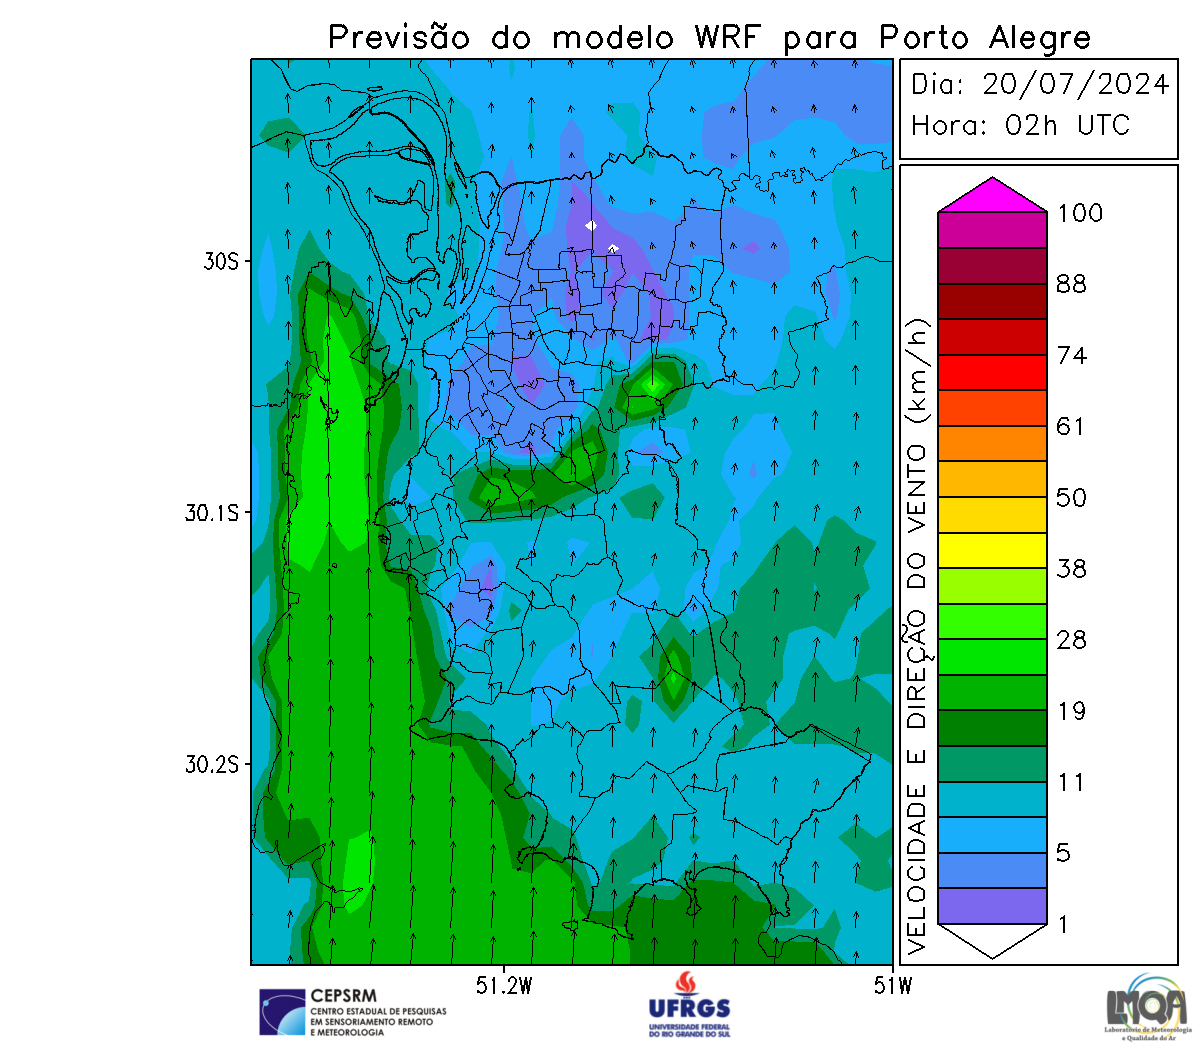 Previsão do modelo WRF para Porto Alegre
Dia: 20/07/2024
Hora: 02h UTC
30S
30.1S
30.2S
51.2W
51W
VELOCIDADE E DIREÇÃO DO VENTO (km/h)
100
88
74
61
50
38
28
19
11
5
1
CEPSRM
CENTRO ESTADUAL DE PESQUISAS
EM SENSORIAMENTO REMOTO
E METEOROLOGIA
UFRGS
UNIVERSIDADE FEDERAL
DO RIO GRANDE DO SUL
LMQA
Laboratório de Meteorologia
e Qualidade do Ar